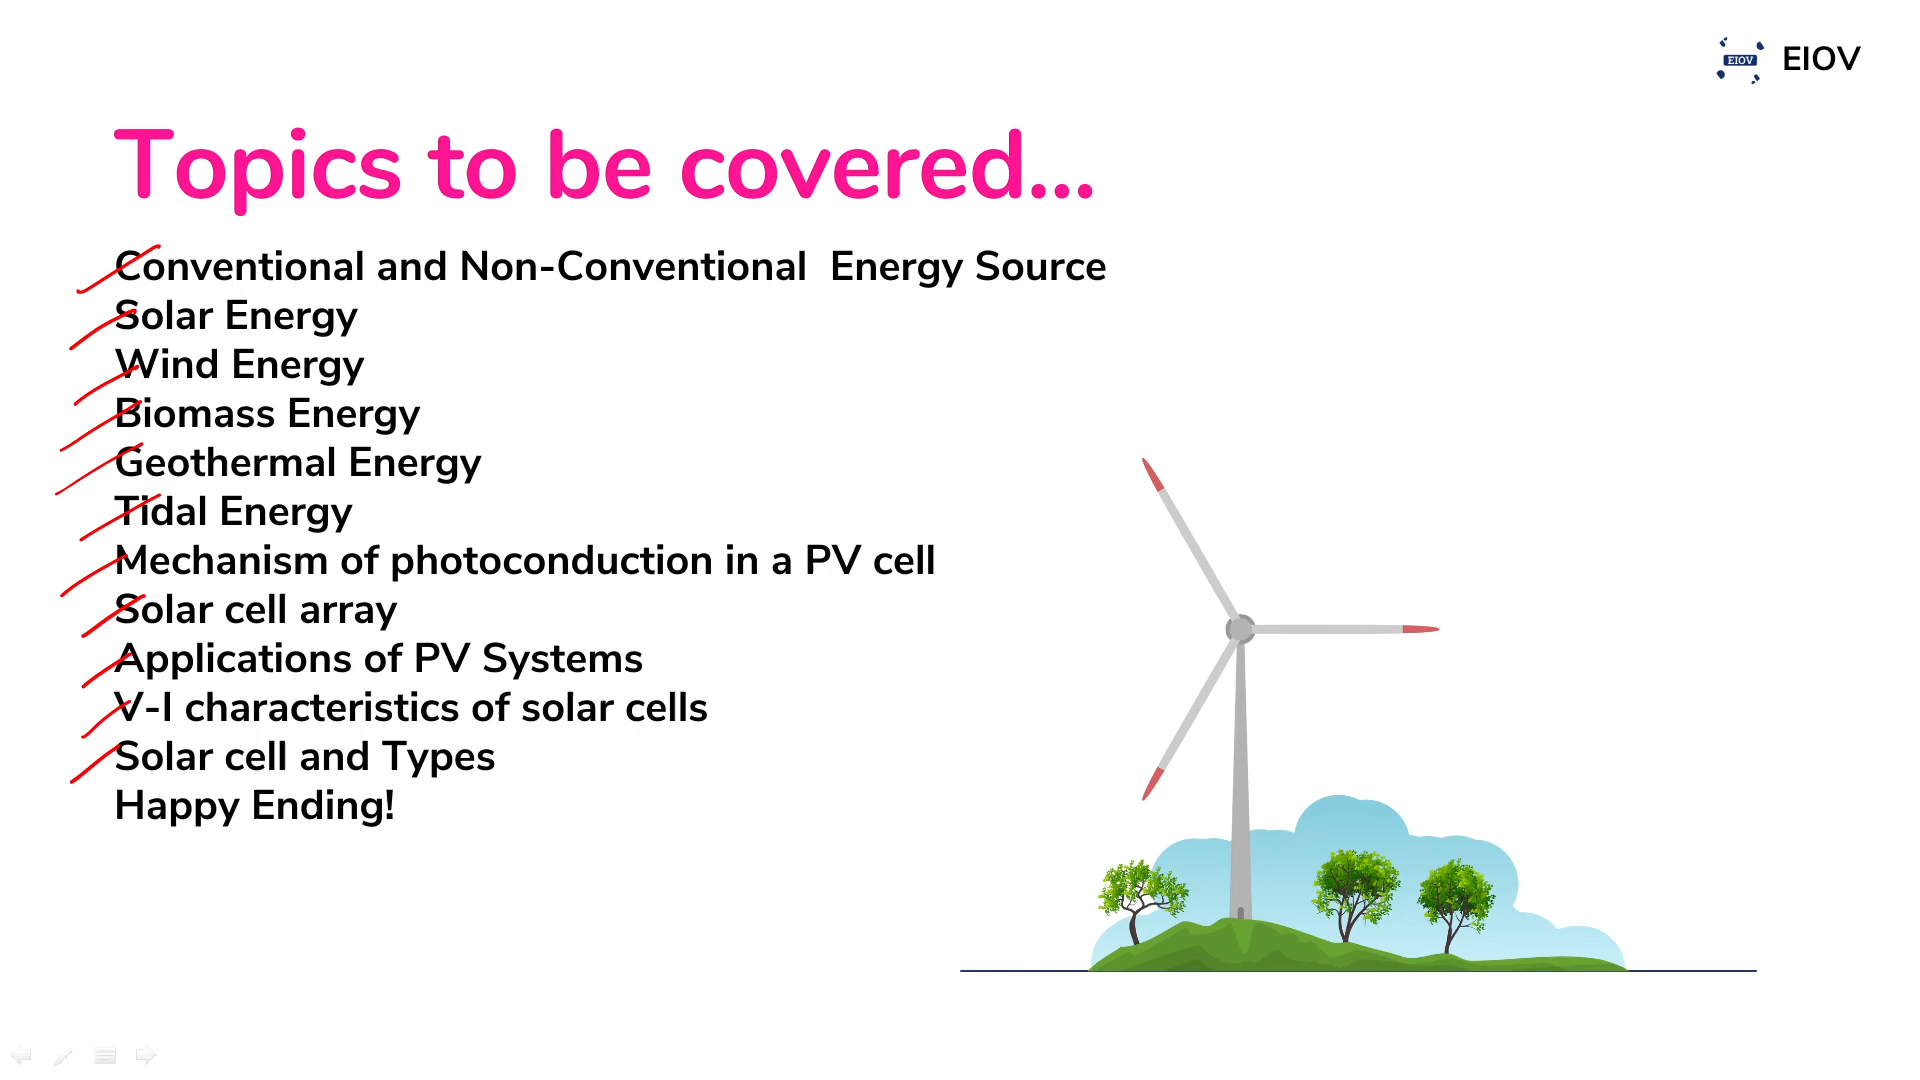 EIOV EIOV
Topics to be covered...
Conventional and Non-Conventional Energy Source
Solar Energy
Wind Energy
Biomass Energy
Geothermal Energy
Tidal Energy
Mechanism of photoconduction in a PV cell
Solar cell array
Applications of PV Systems
V-I characteristics of solar cells
Solar cell and Types
Happy Ending!